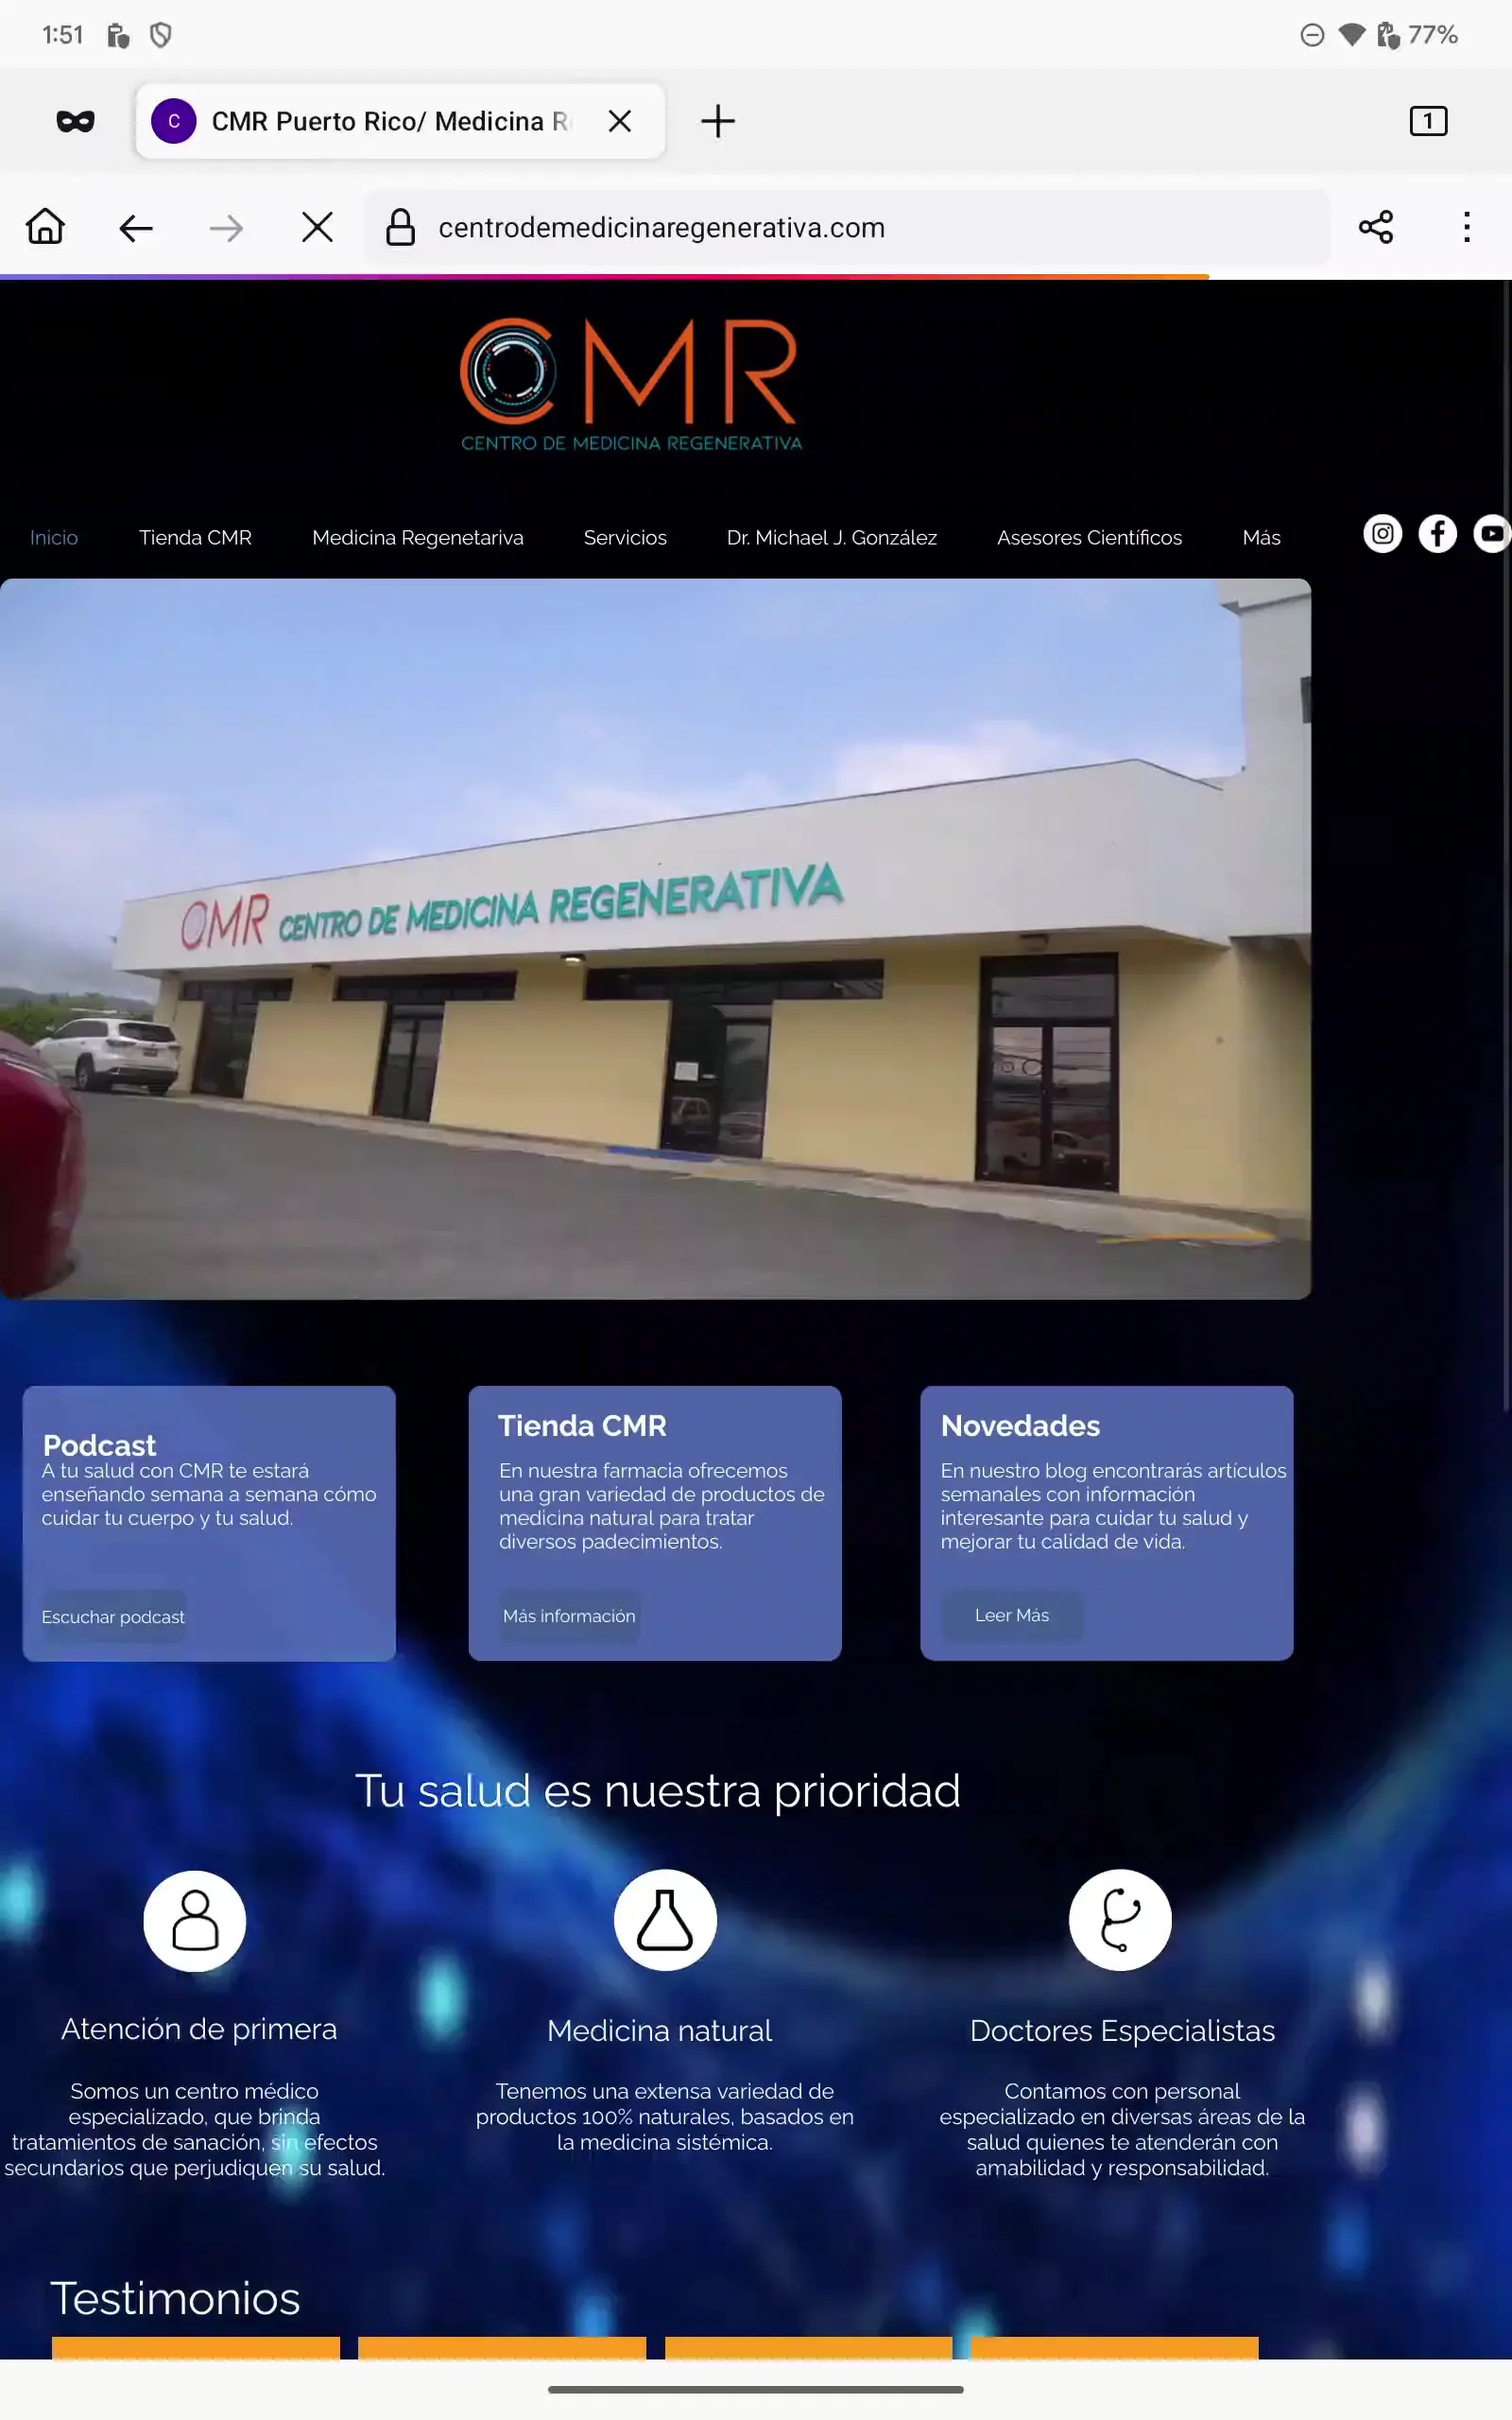 1:51
77%
C
CMR Puerto Rico/ Medicina R
1
centrodemedicinaregenerativa.com
CMR
CENTRO DE MEDICINA REGENERATIVA
Inicio
Tienda CMR
Medicina Regenetariva
Servicios
Dr. Michael J. González
Asesores Científicos
Más
CMR CENTRO DE MEDICINA REGENERATIVA
Podcast
A tu salud con CMR te estará
enseñando semana a semana cómo
cuidar tu cuerpo y tu salud.
Escuchar podcast
Tienda CMR
En nuestra farmacia ofrecemos
una gran variedad de productos de
medicina natural para tratar
diversos padecimientos.
Más información
Novedades
En nuestro blog encontrarás artículos
semanales con información
interesante para cuidar tu salud y
mejorar tu calidad de vida.
Leer Más
Tu salud es nuestra prioridad
Atención de primera
Somos un centro médico
especializado, que brinda
tratamientos de sanación, sin efectos
secundarios que perjudiquen su salud.
Medicina natural
Tenemos una extensa variedad de
productos 100% naturales, basados en
la medicina sistémica.
Doctores Especialistas
Contamos con personal
especializado en diversas áreas de la
salud quienes te atenderán con
amabilidad y responsabilidad.
Testimonios